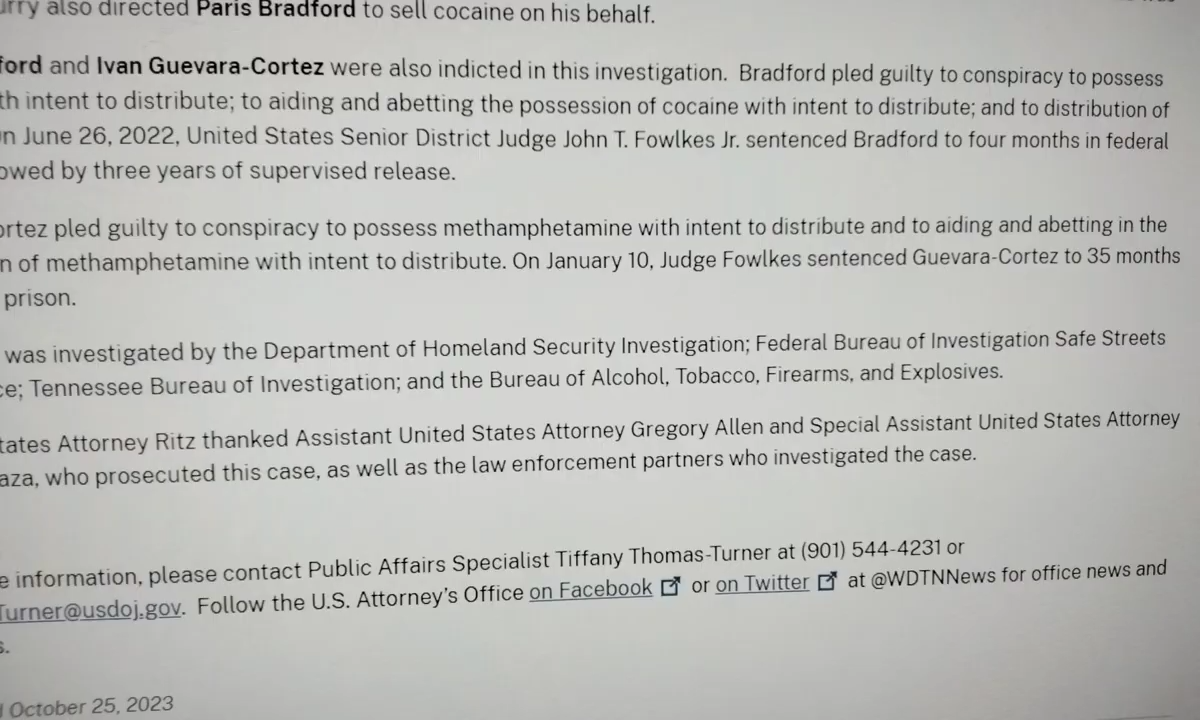 urry also directed Paris Bradford to sell cocaine on his behalf.
ford and Ivan Guevara-Cortez were also indicted in this investigation. Bradford pled guilty to conspiracy to possess
th intent to distribute; to aiding and abetting the possession of cocaine with intent to distribute; and to distribution of
n June 26, 2022, United States Senior District Judge John T. Fowlkes Jr. sentenced Bradford to four months in federal
owed by three years of supervised release.
ortez pled guilty to conspiracy to possess methamphetamine with intent to distribute and to aiding and abetting in the
n of methamphetamine with intent to distribute. On January 10, Judge Fowlkes sentenced Guevara-Cortez to 35 months
prison.
was investigated by the Department of Homeland Security Investigation; Federal Bureau of Investigation Safe Streets
ce; Tennessee Bureau of Investigation; and the Bureau of Alcohol, Tobacco, Firearms, and Explosives.
tates Attorney Ritz thanked Assistant United States Attorney Gregory Allen and Special Assistant United States Attorney
aza, who prosecuted this case, as well as the law enforcement partners who investigated the case.
e information, please contact Public Affairs Specialist Tiffany Thomas-Turner at (901) 544-4231 or
Turner@usdoj.gov. Follow the U.S. Attorney's Office on Facebook or on Twitter at @WDTNNews for office news and
s.
d October 25, 2023